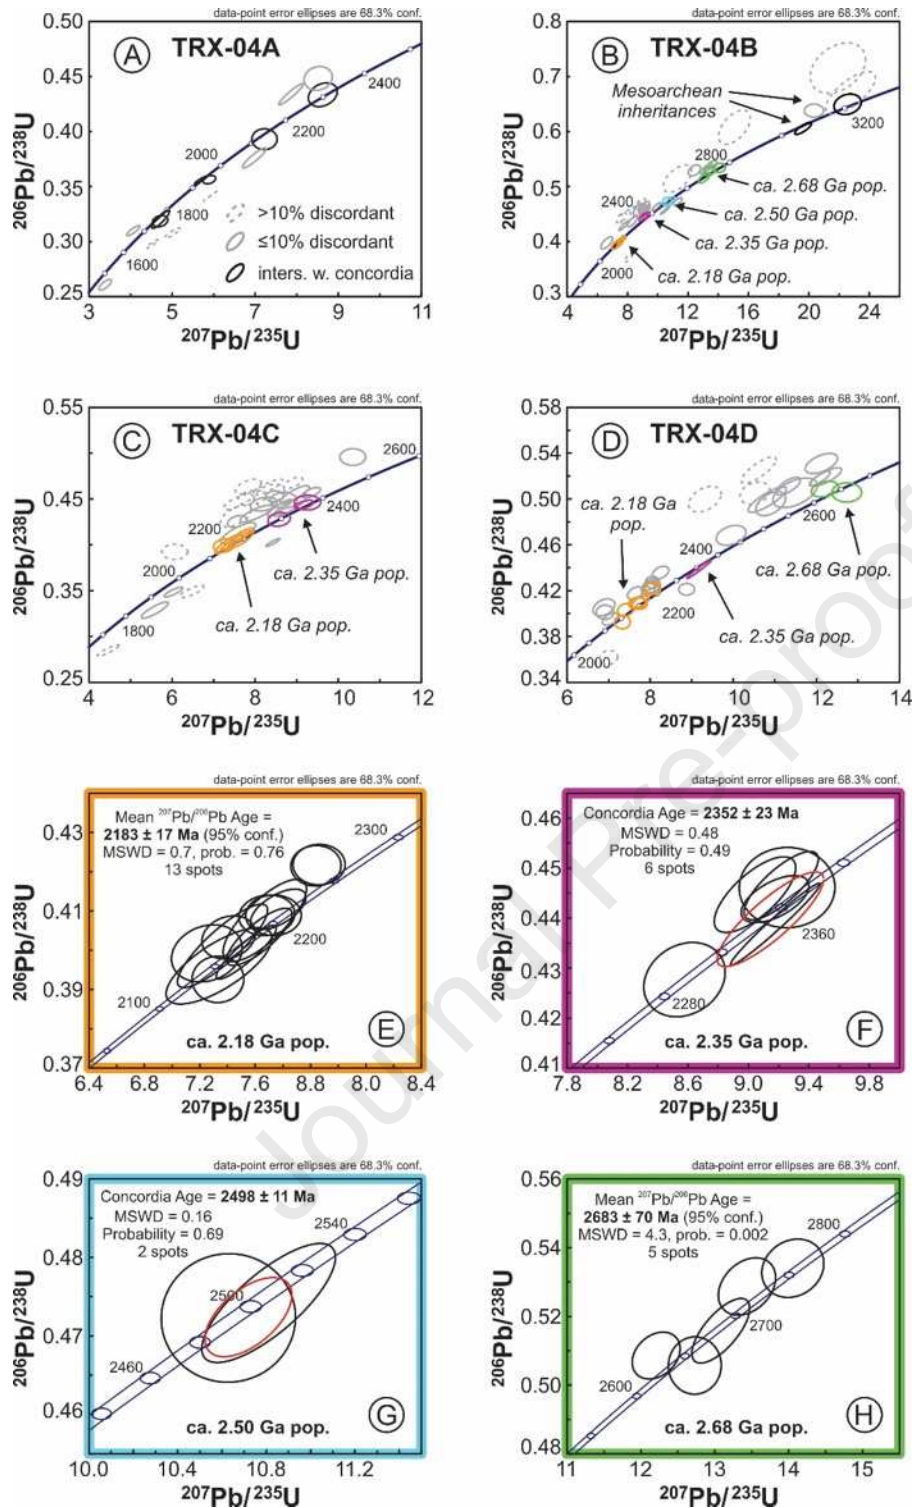 data-point error ellipses are 68.3% conf.
A
TRX-04A
0.50
0.45
0.40
0.35
0.30
0.25
206Pb/238U
2400
2200
2000
1800
1600
>10% discordant
≤10% discordant
inters. w. concordia
3
5
7
9
11
207Pb/235U
data-point error ellipses are 68.3% conf.
B
TRX-04B
0.8
0.7
0.6
0.5
0.4
0.3
206Pb/238U
Mesoarchean
inheritances
3200
2800
2400
2000
ca. 2.68 Ga pop.
ca. 2.50 Ga pop.
ca. 2.35 Ga pop.
ca. 2.18 Ga pop.
4
8
12
16
20
24
207Pb/235U
data-point error ellipses are 68.3% conf.
C
TRX-04C
0.55
0.45
0.35
0.25
206Pb/238U
2600
2400
2200
2000
1800
ca. 2.35 Ga pop.
ca. 2.18 Ga pop.
4
6
8
10
12
207Pb/235U
data-point error ellipses are 68.3% conf.
D
TRX-04D
0.58
0.54
0.50
0.46
0.42
0.38
0.34
206Pb/238U
ca. 2.18 Ga
pop.
2600
2400
2200
2000
ca. 2.68 Ga pop.
ca. 2.35 Ga pop.
6
8
10
12
14
207Pb/235U
data-point error ellipses are 68.3% conf.
Mean 207Pb/206Pb Age =
2183 ± 17 Ma (95% conf.)
MSWD = 0.7, prob. = 0.76
13 spots
0.43
0.41
0.39
0.37
206Pb/238U
2300
2200
2100
E
ca. 2.18 Ga pop.
6.4
6.8
7.2
7.6
8.8
8.0
8.4
207Pb/235U
data-point error ellipses are 68.3% conf.
Concordia Age = 2352 ± 23 Ma
MSWD = 0.48
Probability = 0.49
6 spots
0.46
0.45
0.44
0.43
0.42
0.41
206Pb/238U
2360
2280
F
ca. 2.35 Ga pop.
7.8
8.2
8.6
9.0
9.4
9.8
207Pb/235U
data-point error ellipses are 68.3% conf.
Concordia Age = 2498 ± 11 Ma
MSWD = 0.16
Probability = 0.69
2 spots
0.49
0.48
0.47
0.46
206Pb/238U
2540
2500
2460
G
ca. 2.50 Ga pop.
10.0
10.4
10.8
11.2
207Pb/235U
data-point error ellipses are 68.3% conf.
Mean 207Pb/206Pb Age =
2683 ± 70 Ma (95% conf.)
MSWD = 4.3, prob. = 0.002
5 spots
0.56
0.54
0.52
0.50
0.48
206Pb/238U
2800
2700
2600
H
ca. 2.68 Ga pop.
11
12
13
14
15
207Pb/235U
Journal Pre-proof